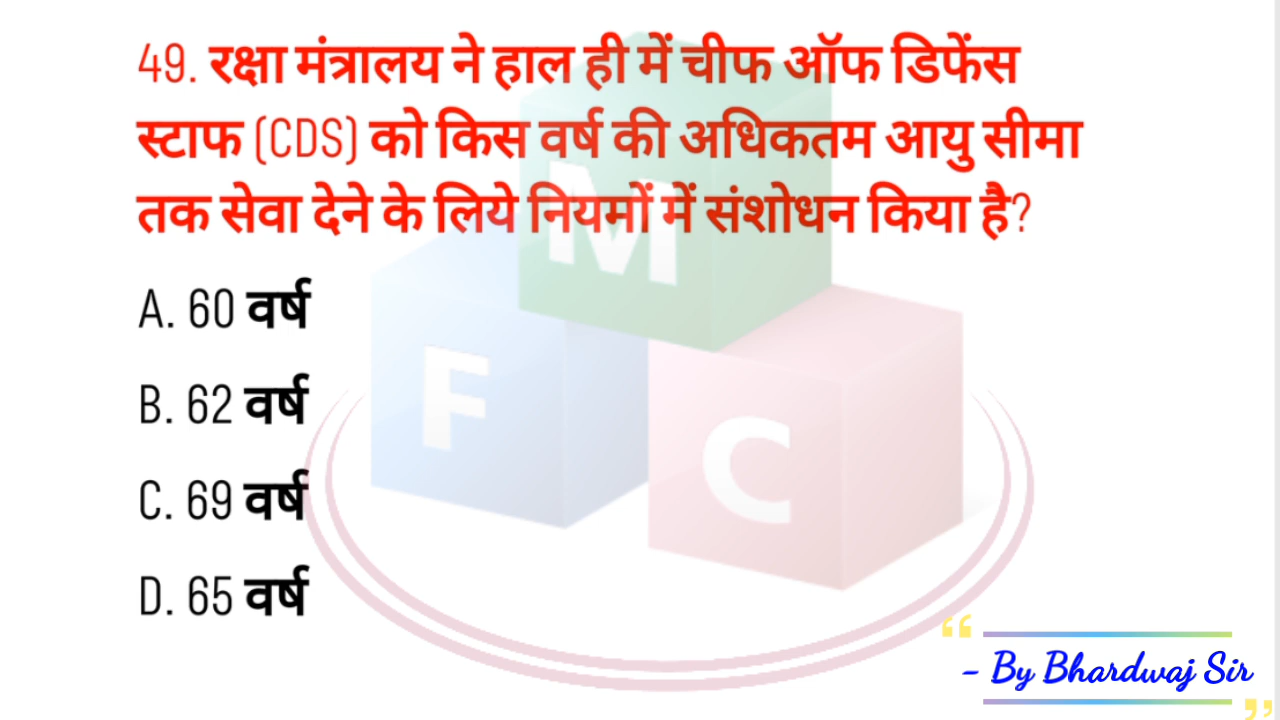 49. रक्षा मंत्रालय ने हाल ही में चीफ ऑफ डिफेंस
स्टाफ (CDS) को किस वर्ष की अधिकतम आयु सीमा
तक सेवा देने के लिये नियमों में संशोधन किया है?
A. 60 वर्ष
B. 62 वर्ष
C. 69 वर्ष
D. 65 वर्ष
M
F
C
“
- By Bhardwaj Sir
”